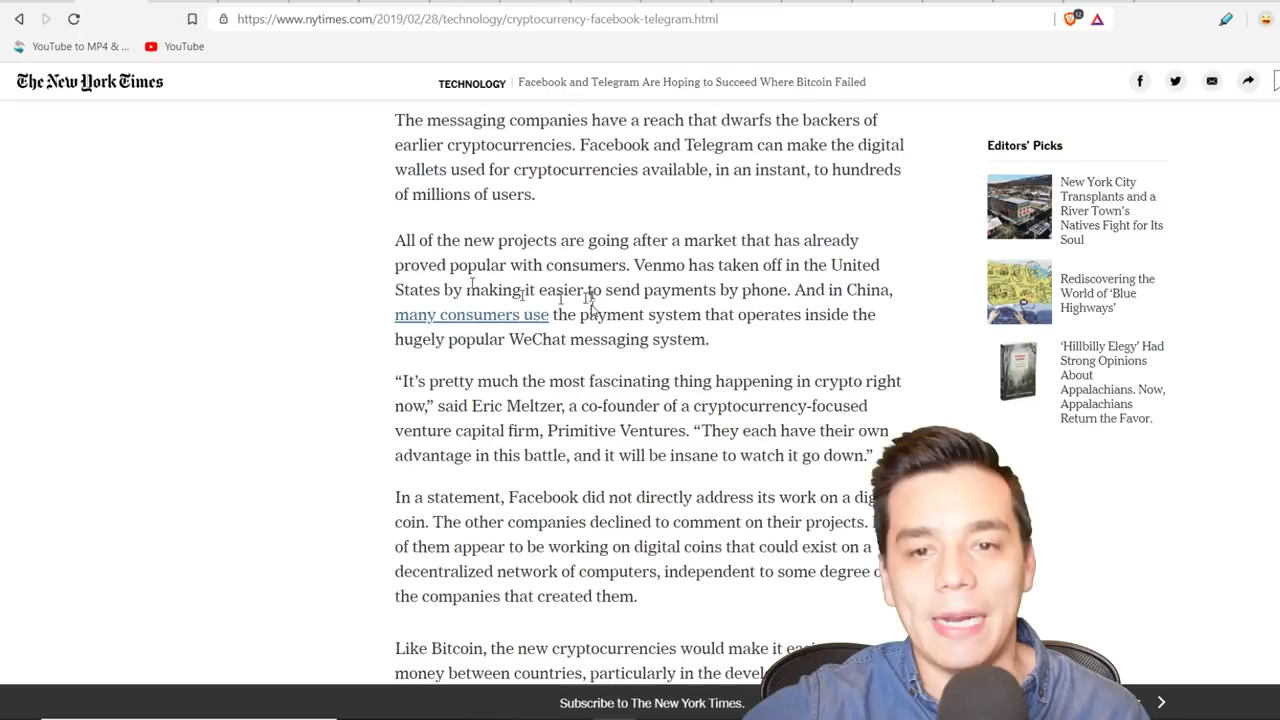 https://www.nytimes.com/2019/02/28/technology/cryptocurrency-facebook-telegram.html
12
YouTube to MP4 & ...
YouTube
The New York Times
TECHNOLOGY | Facebook and Telegram Are Hoping to Succeed Where Bitcoin Failed
The messaging companies have a reach that dwarfs the backers of
earlier cryptocurrencies. Facebook and Telegram can make the digital
wallets used for cryptocurrencies available, in an instant, to hundreds
of millions of users.
All of the new projects are going after a market that has already
proved popular with consumers. Venmo has taken off in the United
States by making it easier to send payments by phone. And in China,
many consumers use the payment system that operates inside the
hugely popular WeChat messaging system.
“It’s pretty much the most fascinating thing happening in crypto right
now,” said Eric Meltzer, a co-founder of a cryptocurrency-focused
venture capital firm, Primitive Ventures. “They each have their own
advantage in this battle, and it will be insane to watch it go down.”
In a statement, Facebook did not directly address its work on a
coin. The other companies declined to comment on their projects.
of them appear to be working on digital coins that could exist on a
decentralized network of computers, independent to some degree
the companies that created them.
Like Bitcoin, the new cryptocurrencies would make it
money between countries, particularly in the
Editors’ Picks
New York City
Transplants and a
River Town’s
Natives Fight for Its
Soul
Rediscovering the
World of ‘Blue
Highways’
‘Hillbilly Elegy’ Had
Strong Opinions
About
Appalachians. Now,
Appalachians
Return the Favor.
Subscribe to The New York Times.